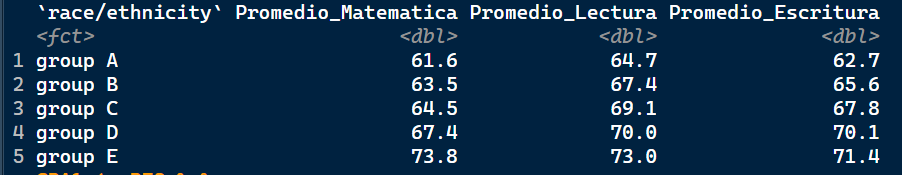 `race/ethnicity` Promedio_Matematica Promedio_Lectura Promedio_Escritura
<fct> <dbl> <dbl> <dbl>
1 group A 61.6 64.7 62.7
2 group B 63.5 67.4 65.6
3 group C 64.5 69.1 67.8
4 group D 67.4 70.0 70.1
5 group E 73.8 73.0 71.4